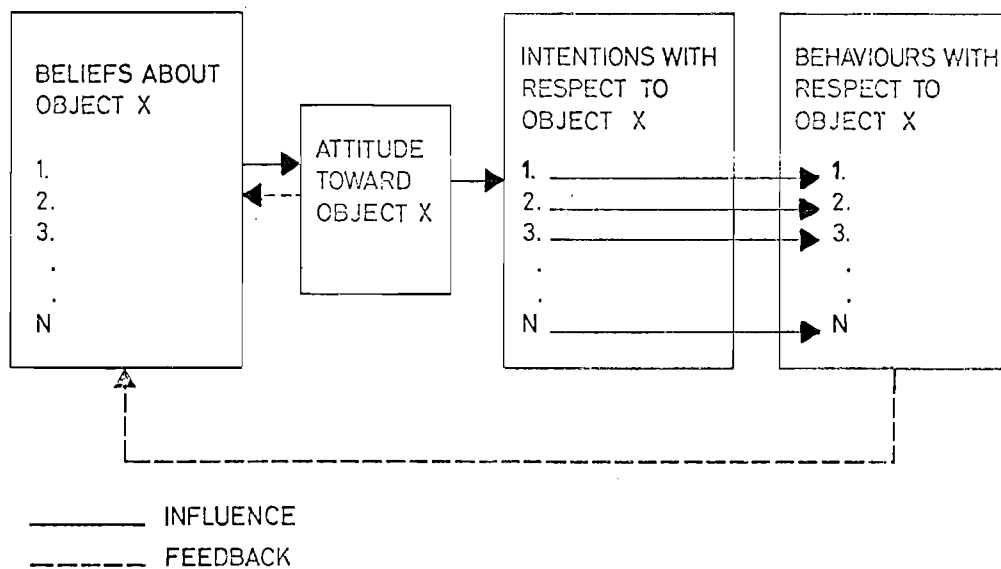 BELIEFS ABOUT
OBJECT X
1.
2.
3.
.
.
N
ATTITUDE
TOWARD
OBJECT X
INTENTIONS WITH
RESPECT TO
OBJECT X
1.
2.
3.
.
.
N
BEHAVIOURS WITH
RESPECT TO
OBJECT X
1.
2.
3.
.
.
N
INFLUENCE
FEEDBACK